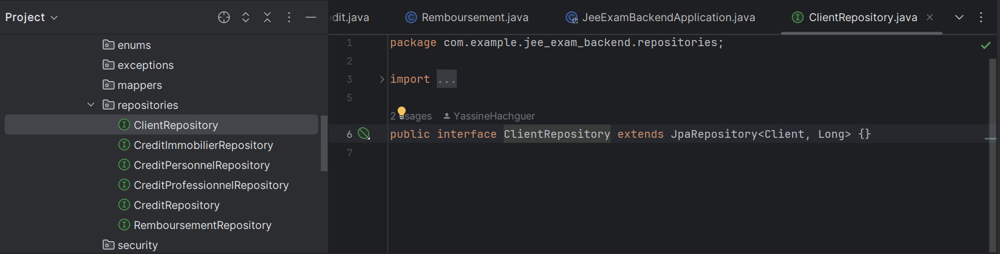 Project
enums
exceptions
mappers
repositories
ClientRepository
CreditImmobilierRepository
CreditPersonnelRepository
CreditProfessionnelRepository
CreditRepository
RemboursementRepository
security
dit.java Remboursement.java JeeExamBackendApplication.java ClientRepository.java
1 package com.example.jee_exam_backend.repositories;
2
3 import ...
5
2 usages YassineHachguer
6 public interface ClientRepository extends JpaRepository<Client, Long> {}
7